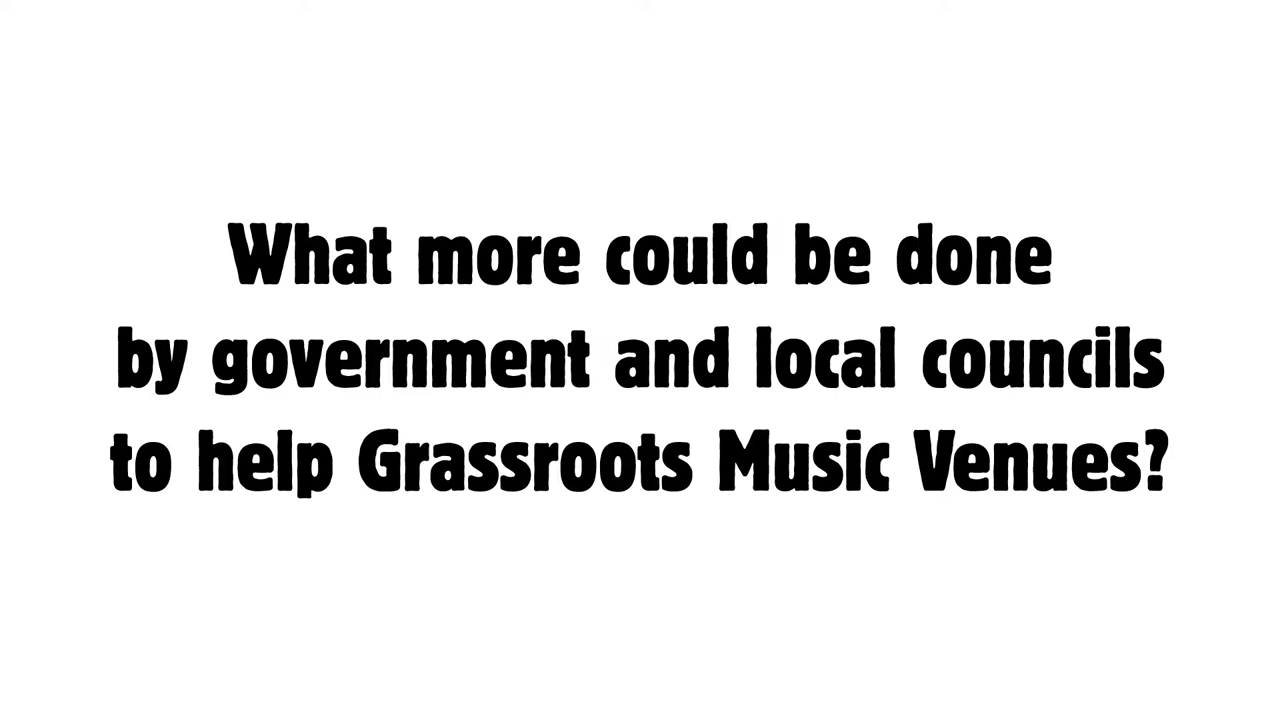 What more could be done
by government and local councils
to help Grassroots Music Venues?